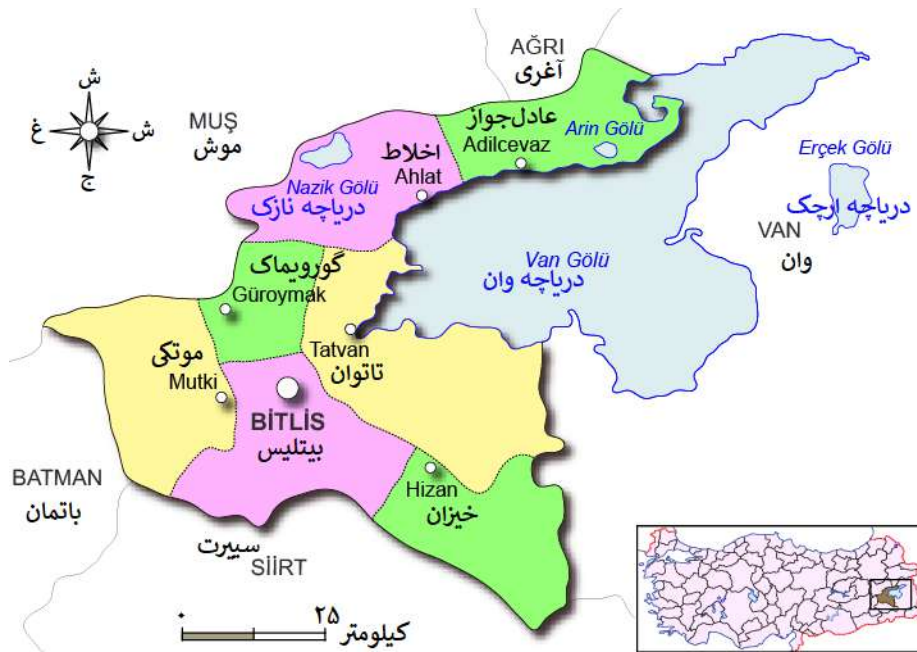 AĞRI
آغری
ش
غ
ش
ج
MUŞ
موش
عادل‌جواز
Adilcevaz
Arin Gölü
اخلاط
Ahlat
Nazik Gölü
دریاچه نازک
Erçek Gölü
دریاچه ارچک
VAN
وان
Van Gölü
دریاچه وان
گورویماک
Güroymak
Tatvan
تاتوان
موتکی
Mutki
BİTLİS
بیتلیس
BATMAN
باتمان
Hizan
خیزان
سییرت
SİİRT
۰
۲۵
کیلومتر